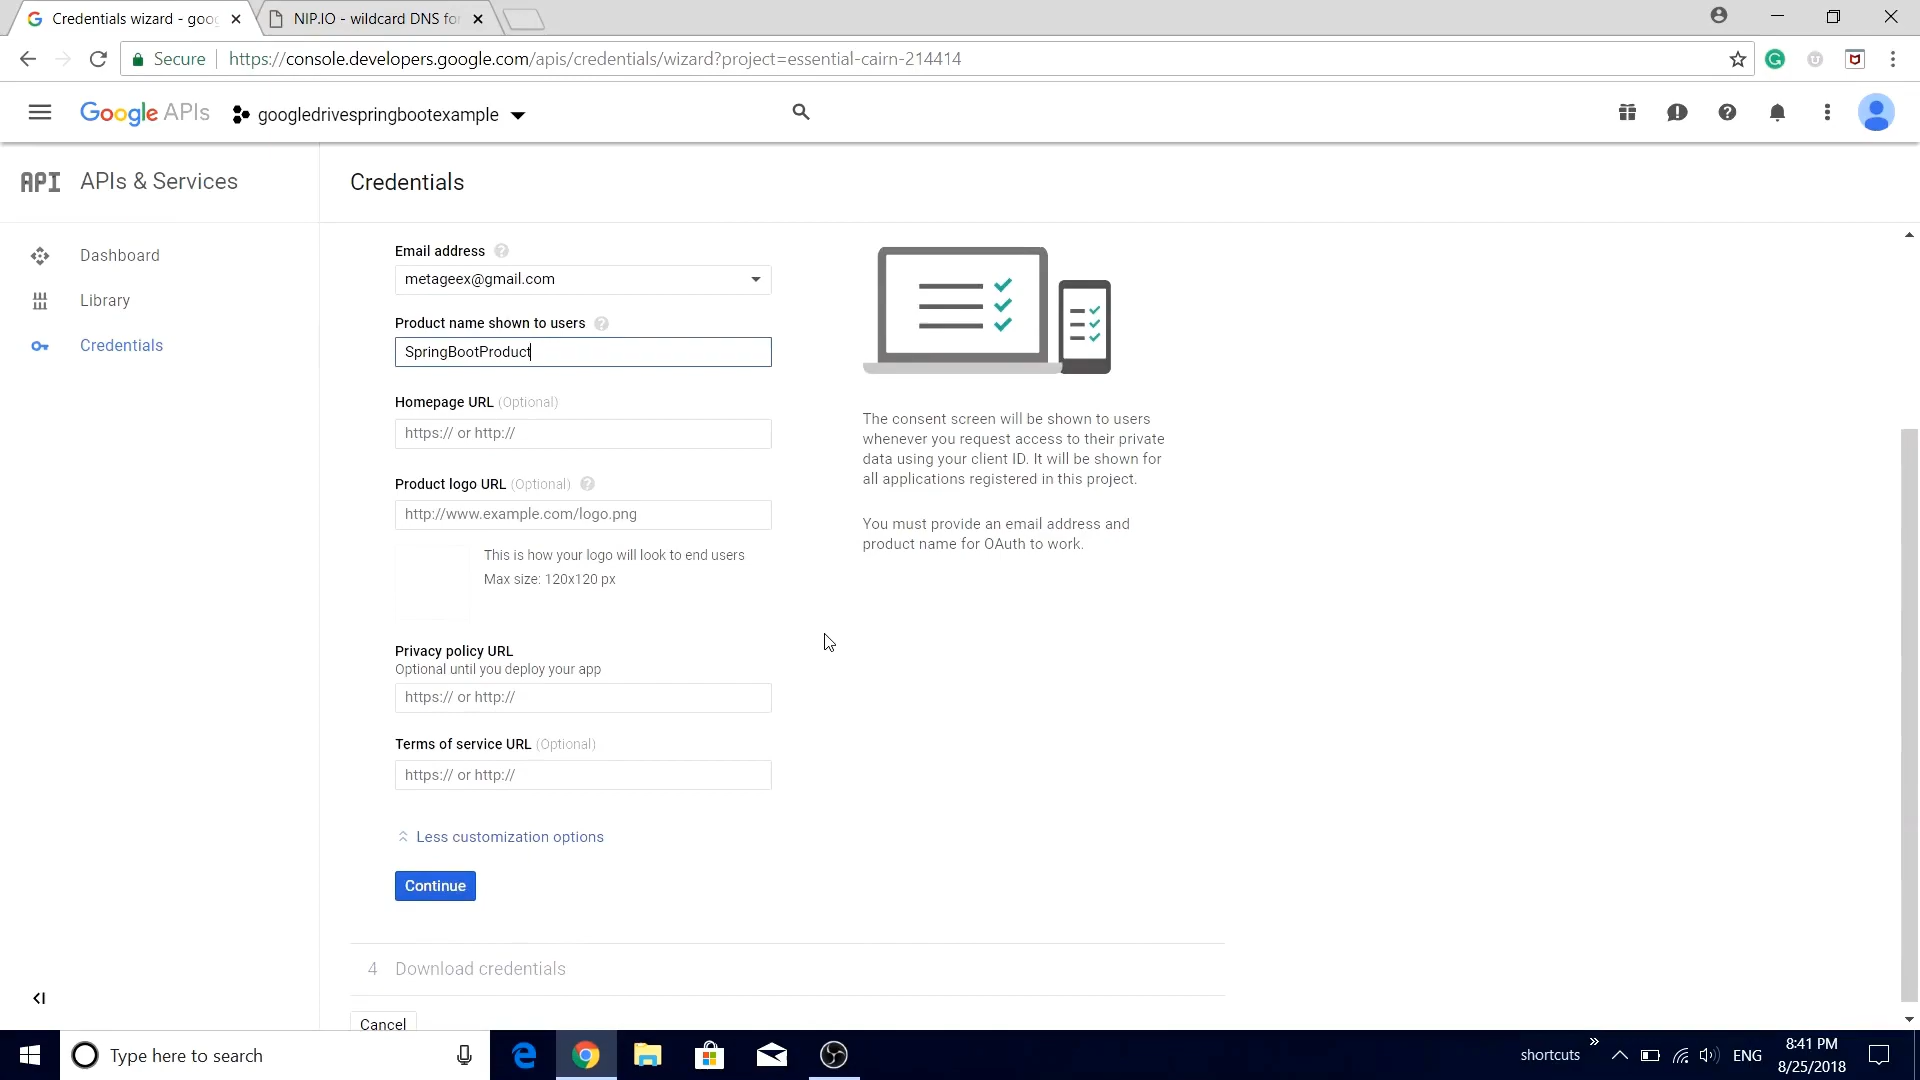 Credentials wizard - goog
NIP.IO - wildcard DNS for
Secure
https://console.developers.google.com/apis/credentials/wizard?project=essential-cairn-214414
Google APIs
googledrivespringbootexample
API
APIs & Services
Credentials
Dashboard
Library
Credentials
Email address
metageex@gmail.com
Product name shown to users
SpringBootProduct
Homepage URL (Optional)
https:// or http://
Product logo URL (Optional)
http://www.example.com/logo.png
This is how your logo will look to end users
Max size: 120x120 px
Privacy policy URL
Optional until you deploy your app
https:// or http://
Terms of service URL (Optional)
https:// or http://
Less customization options
Continue
The consent screen will be shown to users
whenever you request access to their private
data using your client ID. It will be shown for
all applications registered in this project.
You must provide an email address and
product name for OAuth to work.
4 Download credentials
Cancel
Type here to search
shortcuts
ENG
8:41 PM
8/25/2018